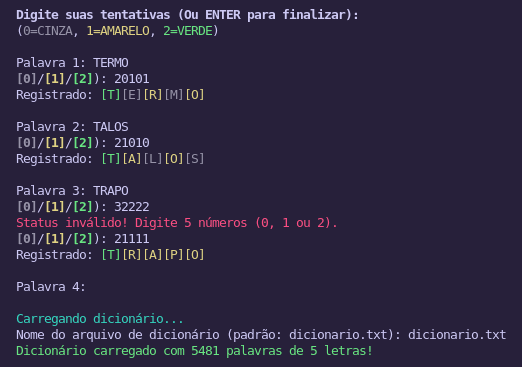 Digite suas tentativas (Ou ENTER para finalizar):
(0=CINZA, 1=AMARELO, 2=VERDE)
Palavra 1: TERMO
[0]/[1]/[2]): 20101
Registrado: [T][E][R][M][O]
Palavra 2: TALOS
[0]/[1]/[2]): 21010
Registrado: [T][A][L][O][S]
Palavra 3: TRAPO
[0]/[1]/[2]): 32222
Status inválido! Digite 5 números (0, 1 ou 2).
[0]/[1]/[2]): 21111
Registrado: [T][R][A][P][O]
Palavra 4:
Carregando dicionário...
Nome do arquivo de dicionário (padrão: dicionario.txt): dicionario.txt
Dicionário carregado com 5481 palavras de 5 letras!